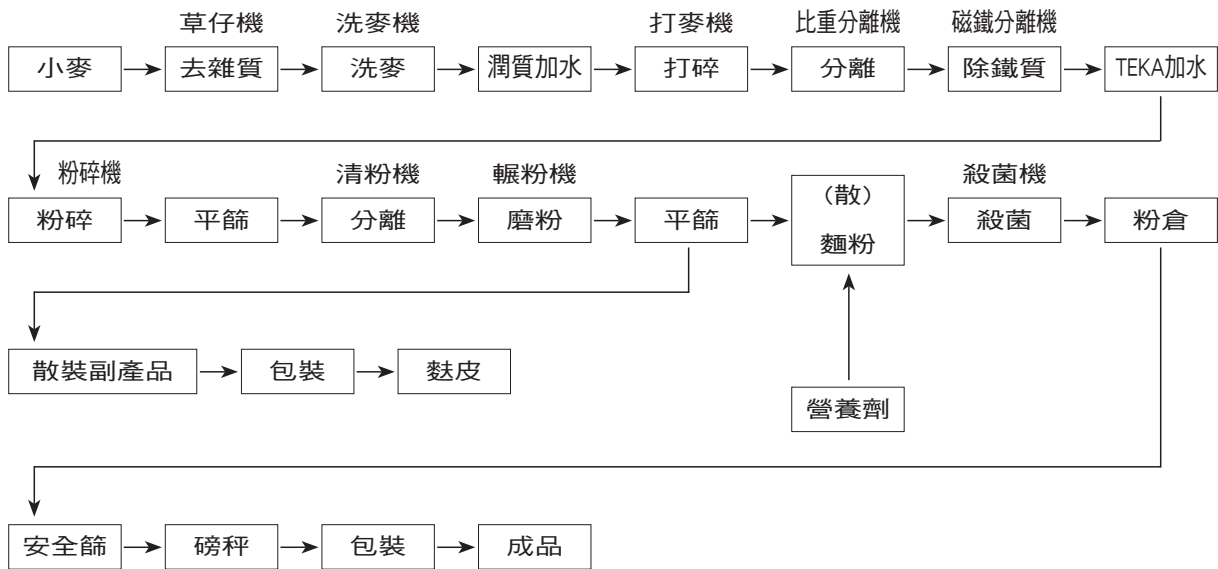 草仔機 洗麥機 打麥機 比重分離機 磁鐵分離機
小麥 去雜質 洗麥 潤質加水 打碎 分離 除鐵質 TEKA加水
粉碎機 清粉機 輾粉機 殺菌機
粉碎 平篩 分離 磨粉 平篩 （散） 殺菌 粉倉
麵粉
散裝副產品 包裝 麩皮
營養劑
安全篩 磅秤 包裝 成品